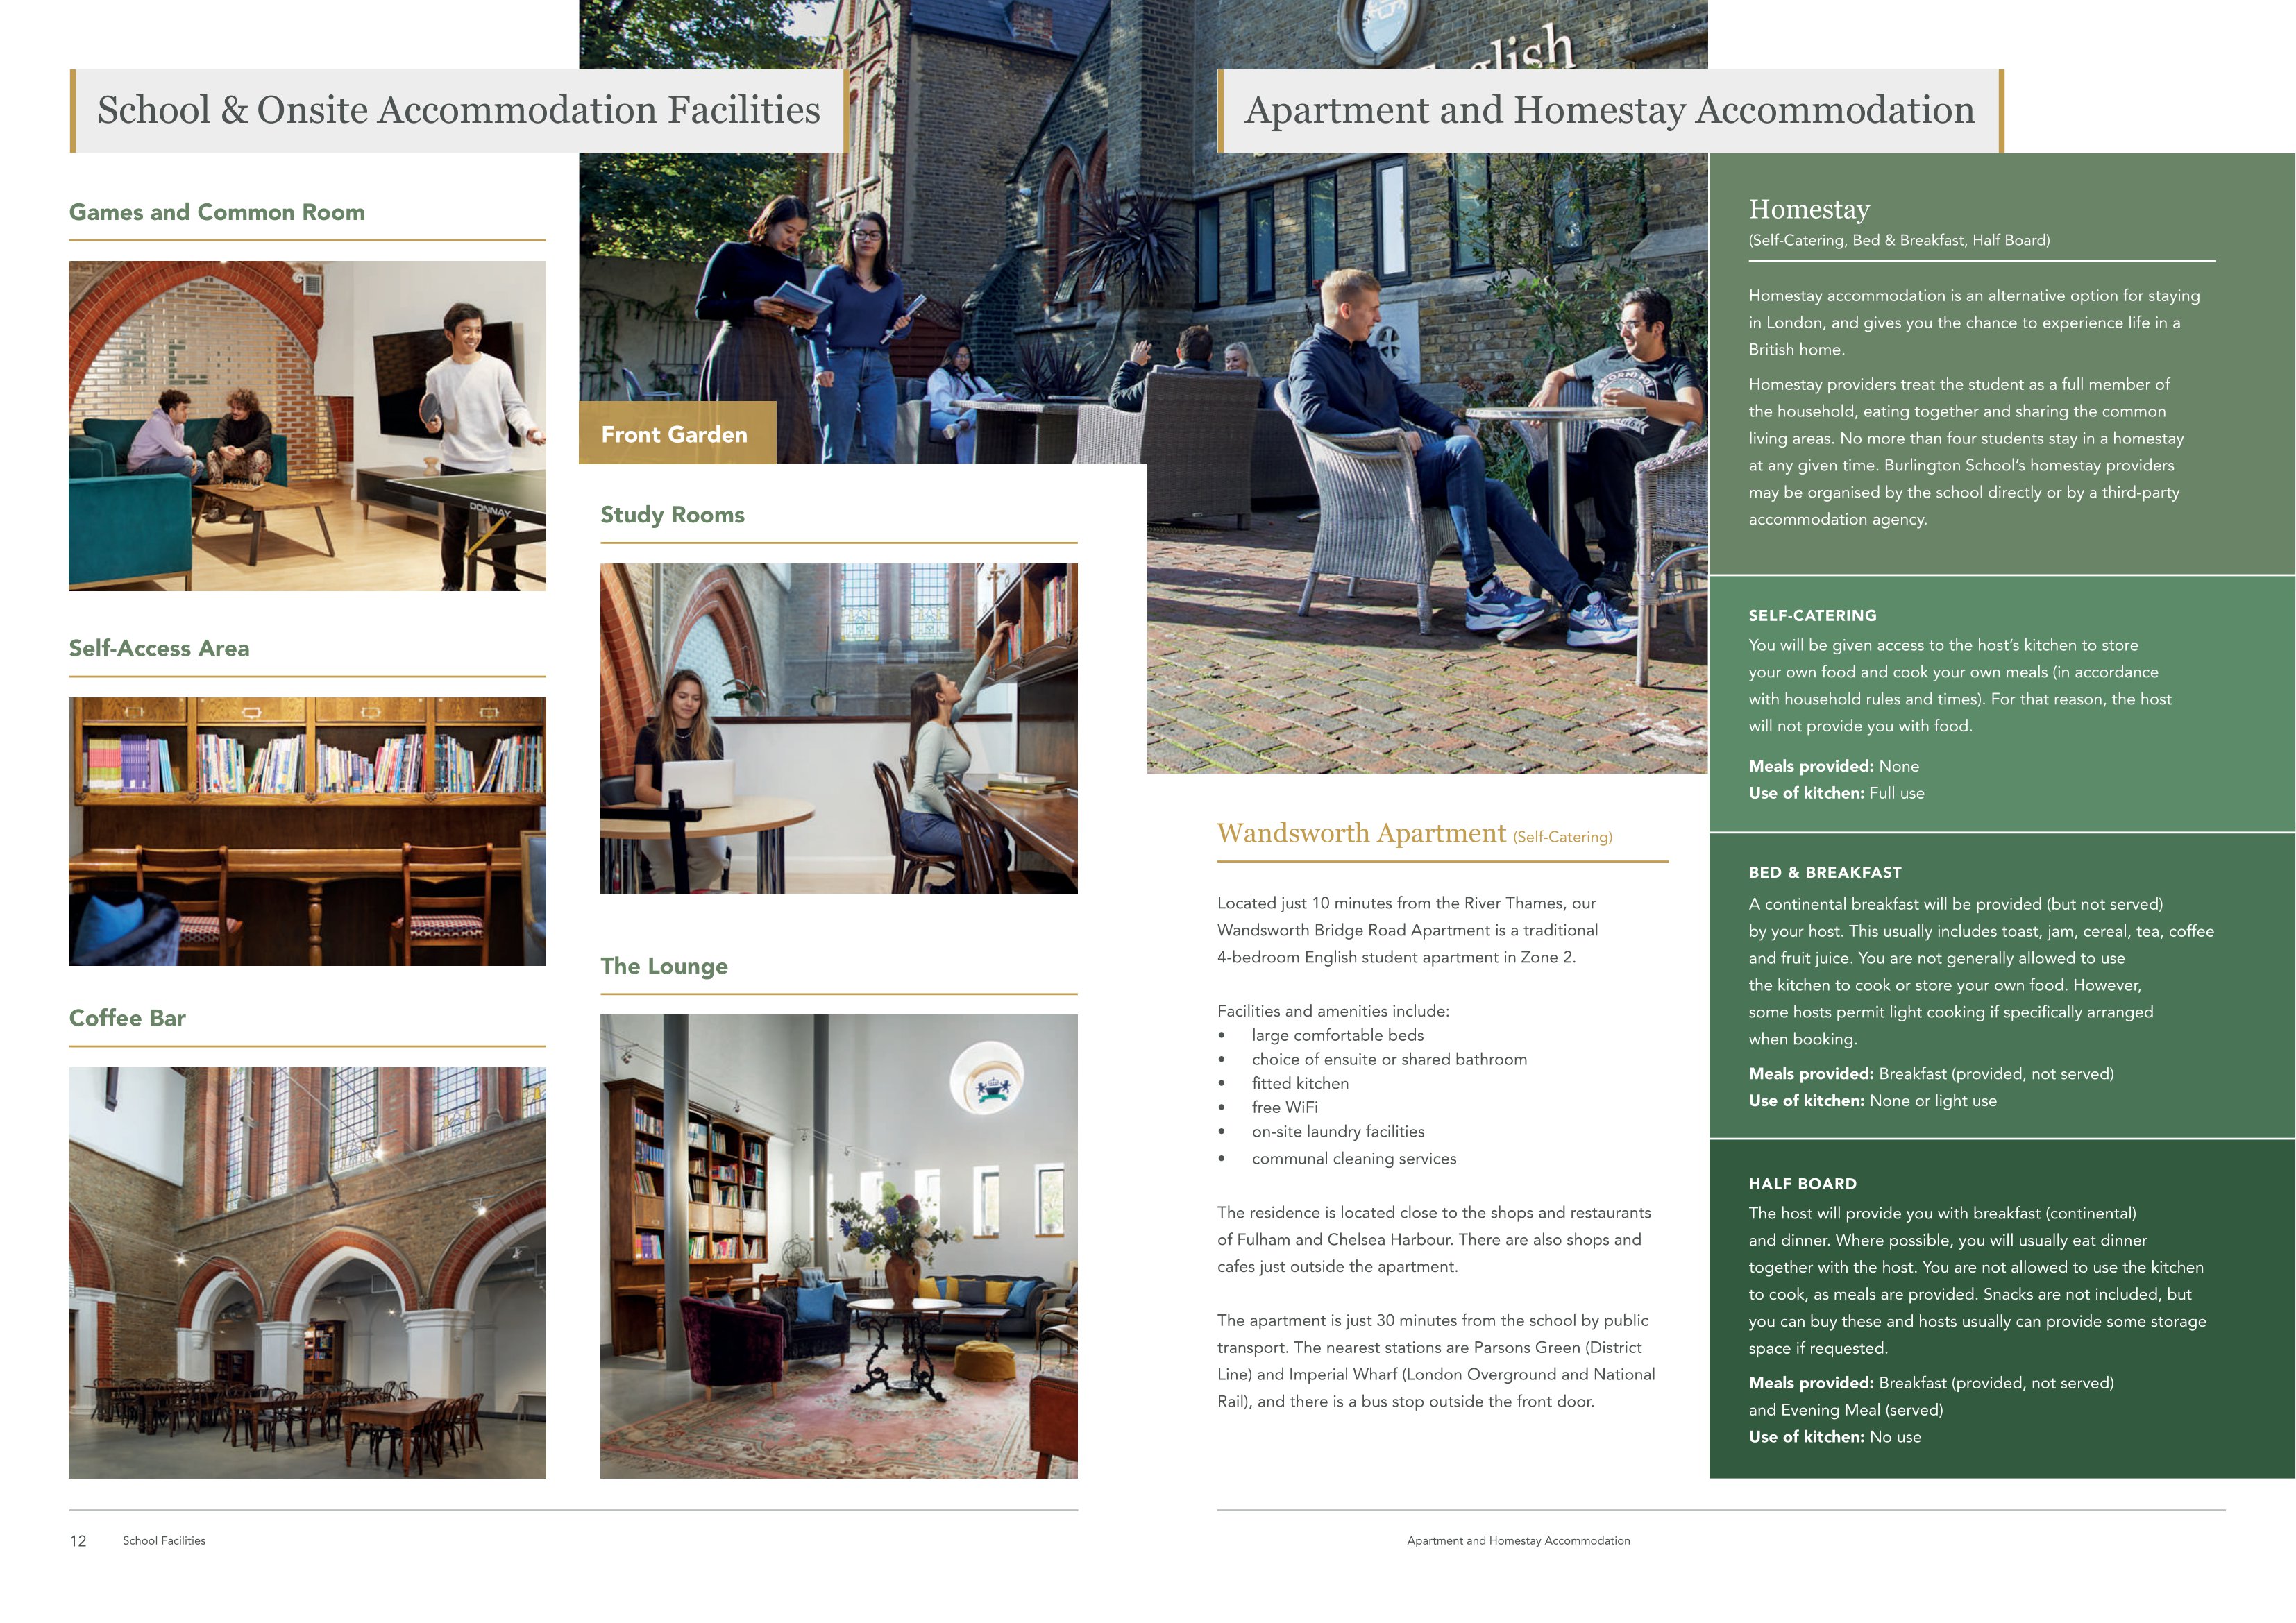 School & Onsite Accommodation Facilities
Games and Common Room
DONNAY
Self-Access Area
Coffee Bar
Front Garden
Study Rooms
The Lounge
12
School Facilities
English
Apartment and Homestay Accommodation
Wandsworth Apartment (Self-Catering)
Located just 10 minutes from the River Thames, our
Wandsworth Bridge Road Apartment is a traditional
4-bedroom English student apartment in Zone 2.
Facilities and amenities include:
• large comfortable beds
• choice of ensuite or shared bathroom
• fitted kitchen
• free WiFi
• on-site laundry facilities
• communal cleaning services
The residence is located close to the shops and restaurants
of Fulham and Chelsea Harbour. There are also shops and
cafes just outside the apartment.
The apartment is just 30 minutes from the school by public
transport. The nearest stations are Parsons Green (District
Line) and Imperial Wharf (London Overground and National
Rail), and there is a bus stop outside the front door.
Homestay
(Self-Catering, Bed & Breakfast, Half Board)
Homestay accommodation is an alternative option for staying
in London, and gives you the chance to experience life in a
British home.
Homestay providers treat the student as a full member of
the household, eating together and sharing the common
living areas. No more than four students stay in a homestay
at any given time. Burlington School’s homestay providers
may be organised by the school directly or by a third-party
accommodation agency.
SELF-CATERING
You will be given access to the host’s kitchen to store
your own food and cook your own meals (in accordance
with household rules and times). For that reason, the host
will not provide you with food.
Meals provided: None
Use of kitchen: Full use
BED & BREAKFAST
A continental breakfast will be provided (but not served)
by your host. This usually includes toast, jam, cereal, tea, coffee
and fruit juice. You are not generally allowed to use
the kitchen to cook or store your own food. However,
some hosts permit light cooking if specifically arranged
when booking.
Meals provided: Breakfast (provided, not served)
Use of kitchen: None or light use
HALF BOARD
The host will provide you with breakfast (continental)
and dinner. Where possible, you will usually eat dinner
together with the host. You are not allowed to use the kitchen
to cook, as meals are provided. Snacks are not included, but
you can buy these and hosts usually can provide some storage
space if requested.
Meals provided: Breakfast (provided, not served)
and Evening Meal (served)
Use of kitchen: No use
Apartment and Homestay Accommodation